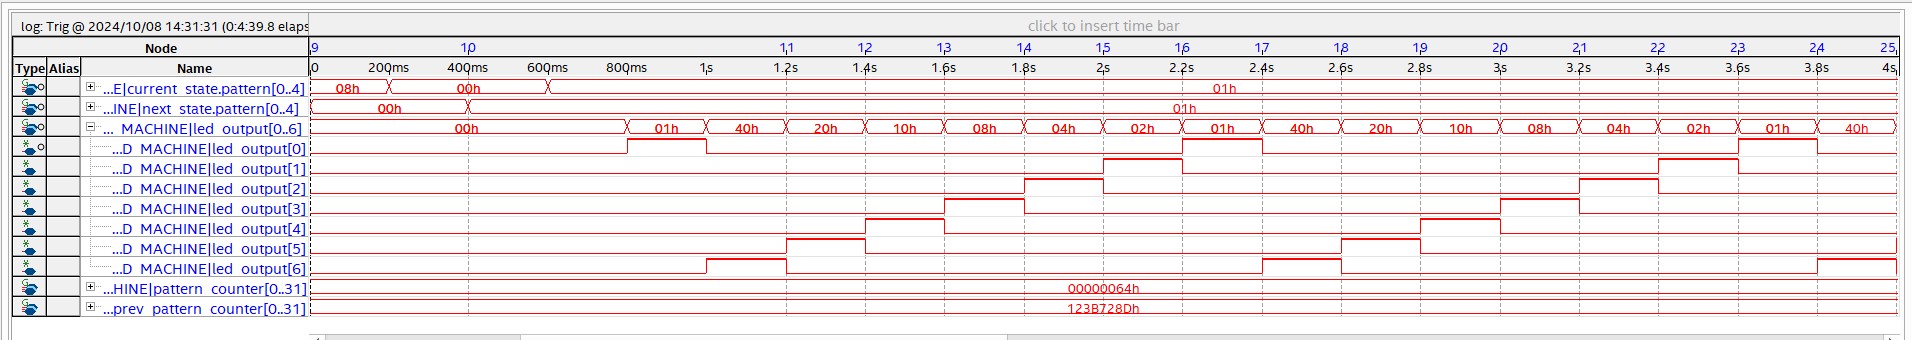 log: Trig @ 2024/10/08 14:31:31 (0:4:39.8 elaps click to insert time bar
Node 9 10 11 12 13 14 15 16 17 18 19 20 21 22 23 24 25
Type Alias Name 0 200ms 400ms 600ms 800ms 1s 1.2s 1.4s 1.6s 1.8s 2s 2.2s 2.4s 2.6s 2.8s 3s 3.2s 3.4s 3.6s 3.8s 4s
...E|current_state.pattern[0..4] 08h 00h 01h
...INE|next_state.pattern[0..4] 00h 01h
..._MACHINE|led_output[0..6] 00h 01h 40h 20h 10h 08h 04h 02h 01h 40h 20h 10h 08h 04h 02h 01h 40h
...D_MACHINE|led_output[0]
...D_MACHINE|led_output[1]
...D_MACHINE|led_output[2]
...D_MACHINE|led_output[3]
...D_MACHINE|led_output[4]
...D_MACHINE|led_output[5]
...D_MACHINE|led_output[6]
...HINE|pattern_counter[0..31] 00000064h
...prev_pattern_counter[0..31] 123B728Dh